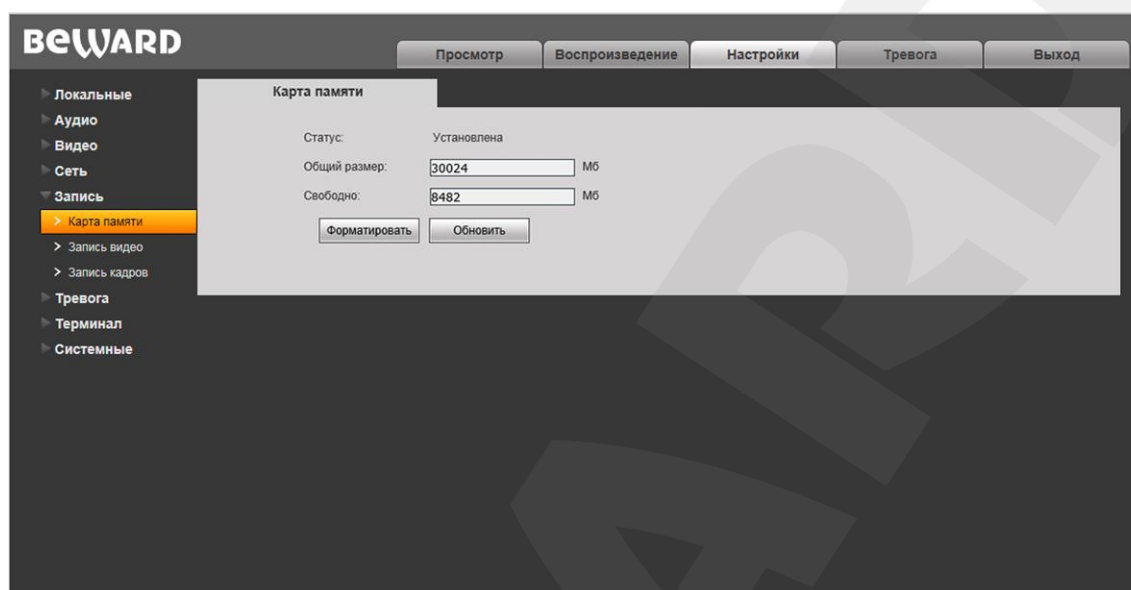 BEWARD
Просмотр Воспроизведение Настройки Тревога Выход
Локальные
Аудио
Видео
Сеть
Запись
Карта памяти
Запись видео
Запись кадров
Тревога
Терминал
Системные
Карта памяти
Статус: Установлена
Общий размер: 30024 Мб
Свободно: 8482 Мб
Форматировать Обновить